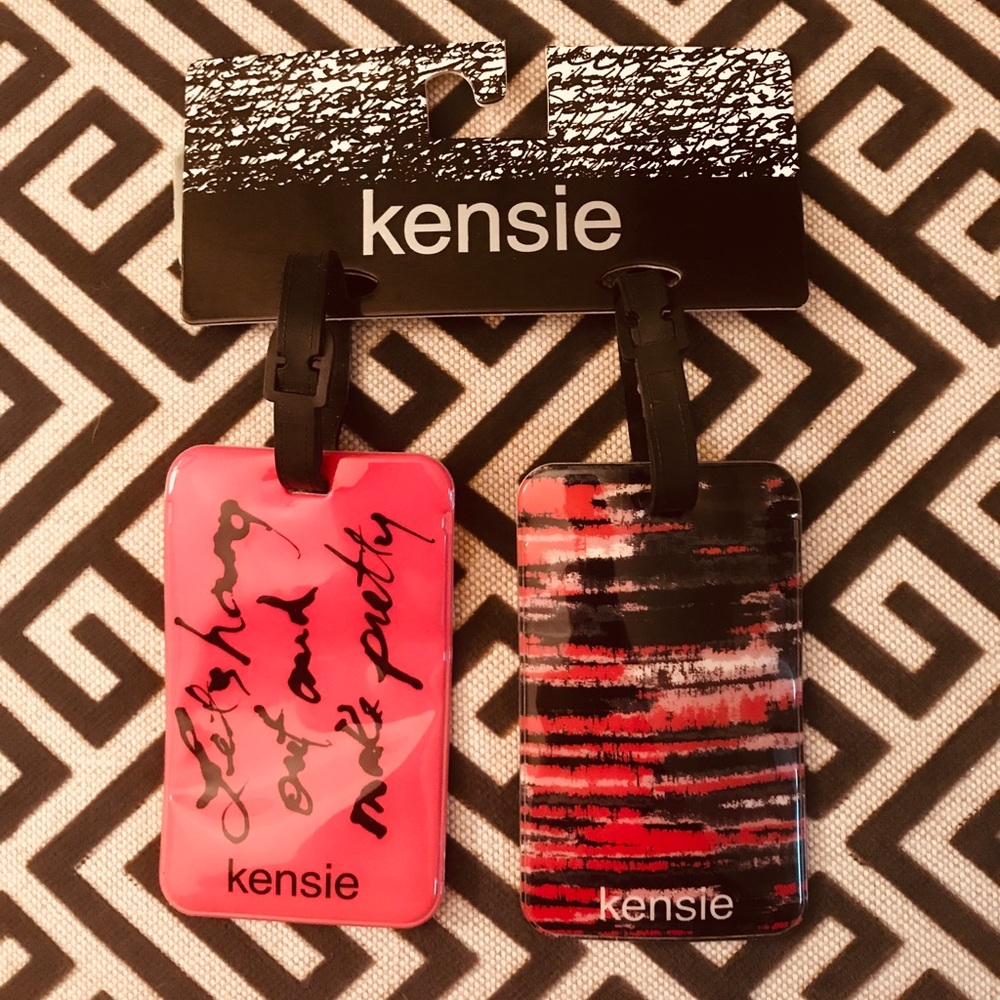 kensie
Let's hang
out and
make pretty
kensie
kensie